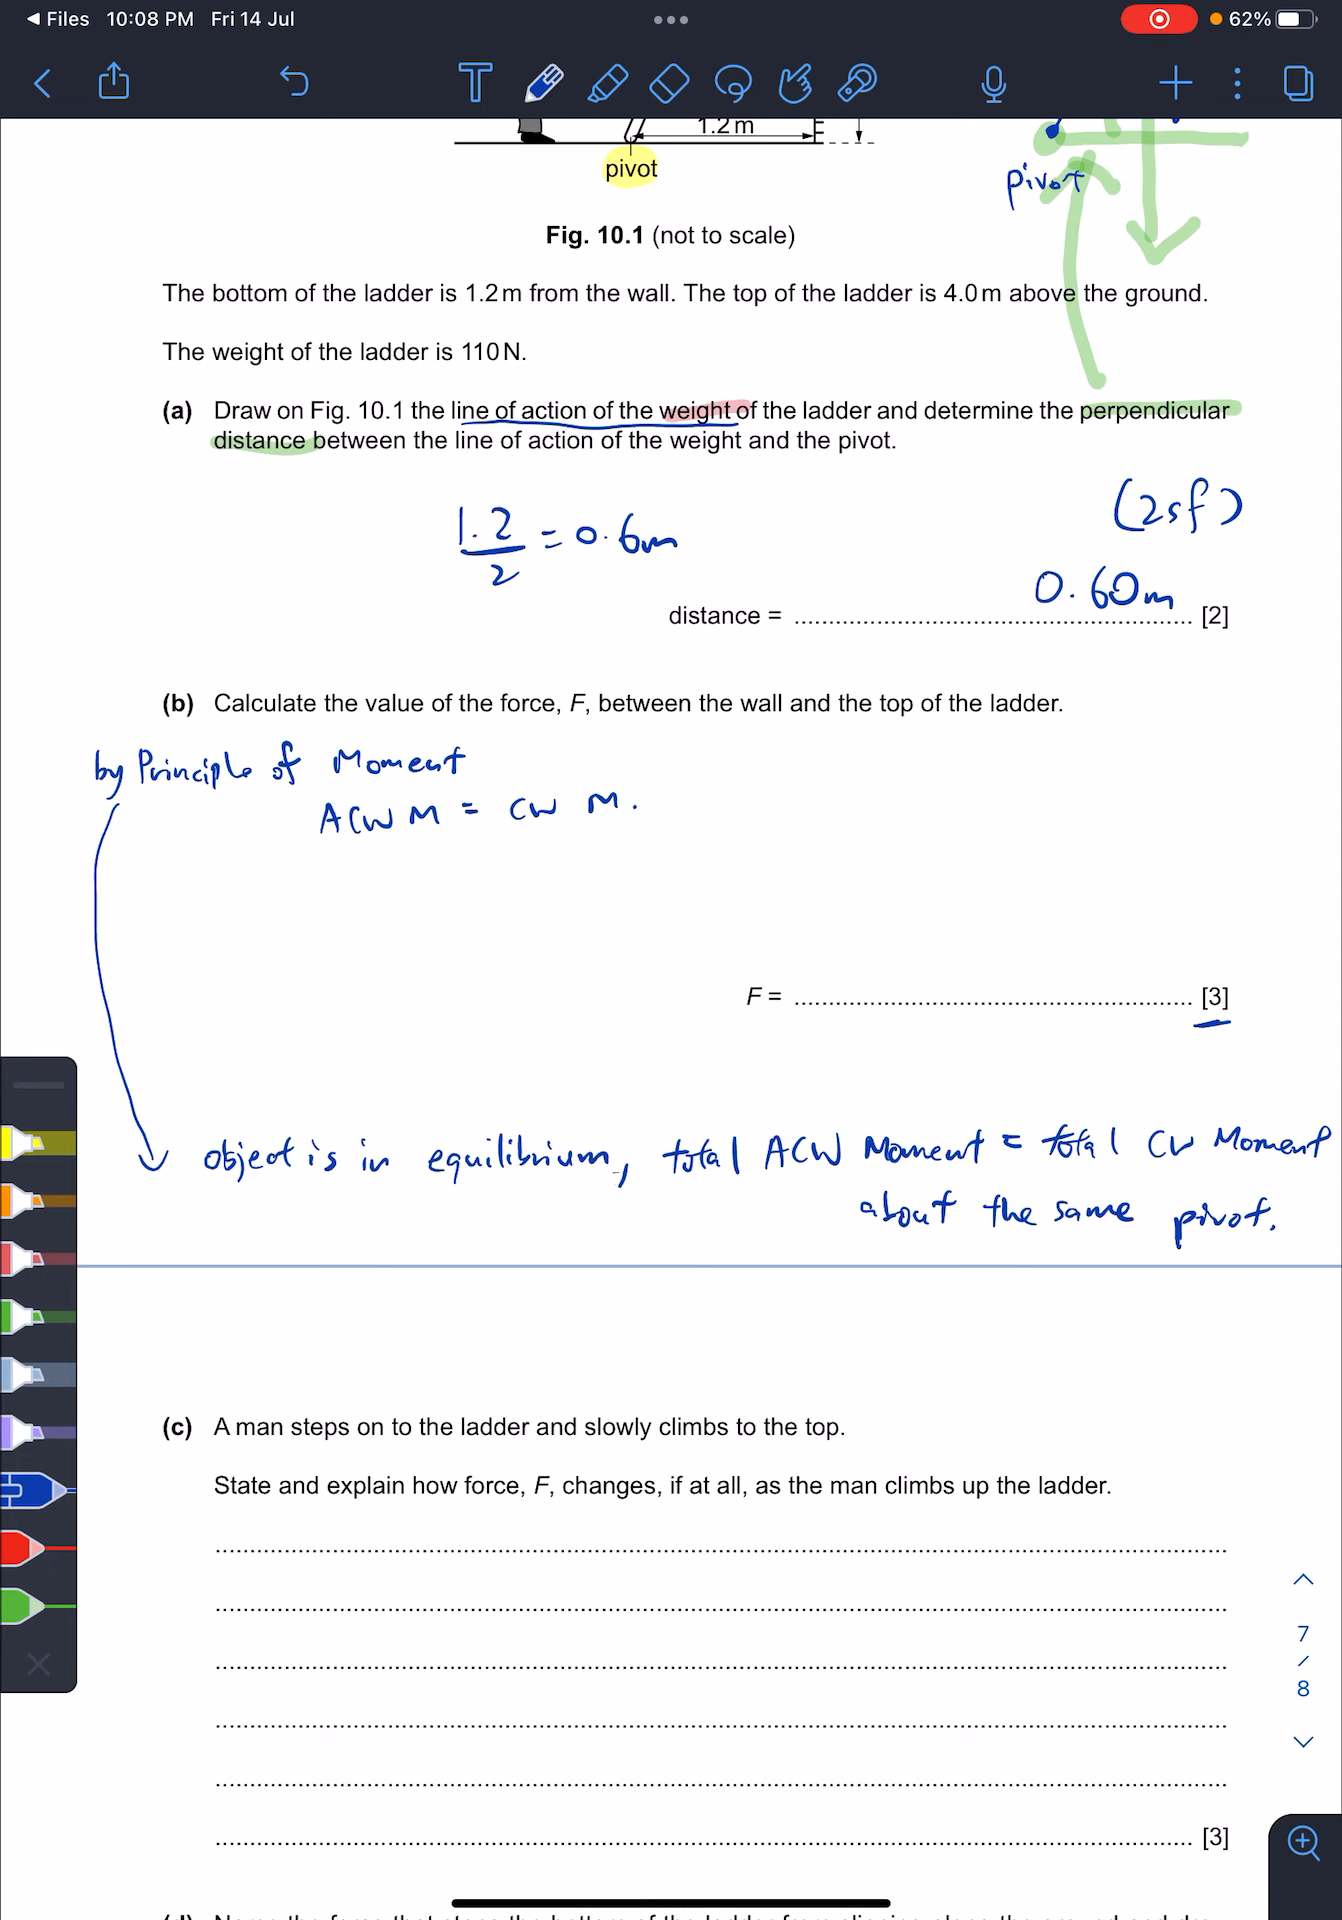 Files 10:08 PM Fri 14 Jul 62%
T
1.2 m
pivot
pivot
Fig. 10.1 (not to scale)
The bottom of the ladder is 1.2 m from the wall. The top of the ladder is 4.0 m above the ground.
The weight of the ladder is 110 N.
(a) Draw on Fig. 10.1 the line of action of the weight of the ladder and determine the perpendicular
distance between the line of action of the weight and the pivot.
(2sf)
1.2/2 = 0.6m
0.60m
distance = ........................................................ [2]
(b) Calculate the value of the force, F, between the wall and the top of the ladder.
by Principle of Moment
ACW M = CW M.
F = ........................................................ [3]
object is in equilibrium, total ACW Moment = total CW Moment
about the same pivot.
(c) A man steps on to the ladder and slowly climbs to the top.
State and explain how force, F, changes, if at all, as the man climbs up the ladder.
[3]
7
/
8